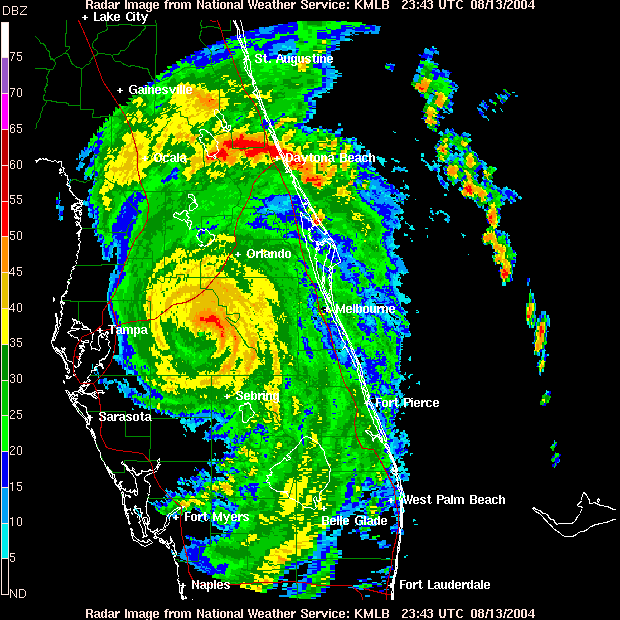 Radar Image from National Weather Service: KMLB 23:43 UTC 08/13/2004
DBZ
Lake City
St. Augustine
75
Gainesville
70
65
Ocala
Daytona Beach
60
55
50
Orlando
45
40
Melbourne
Tampa
35
30
Sebring
Fort Pierce
25
Sarasota
20
15
West Palm Beach
Fort Myers
Belle Glade
10
5
Naples
Fort Lauderdale
ND
Radar Image from National Weather Service: KMLB 23:43 UTC 08/13/2004